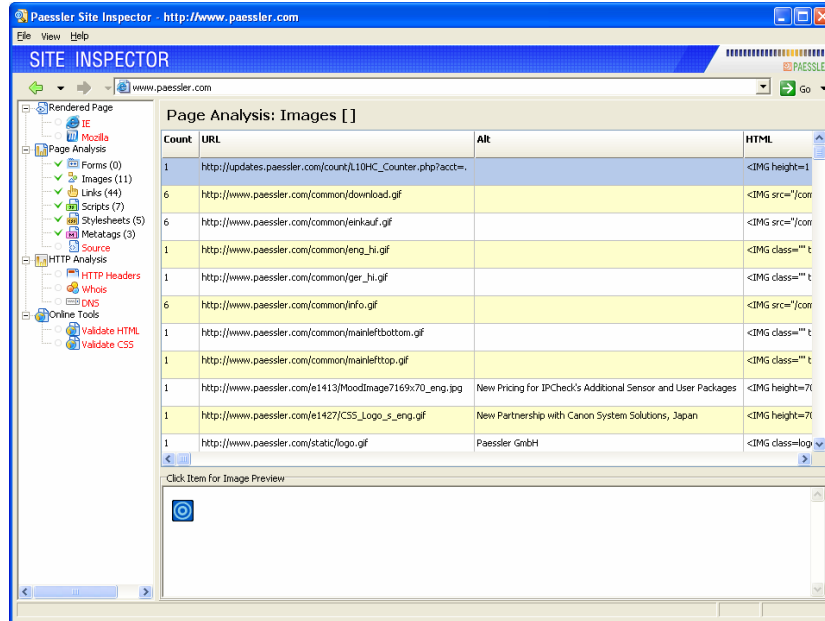 Paessler Site Inspector - http://www.paessler.com
File View Help
SITE INSPECTOR
PAESSLE
www.paessler.com
Go
Rendered Page
IE
Mozilla
Page Analysis
Forms (0)
Images (11)
Links (44)
Scripts (7)
Stylesheets (5)
Metatags (3)
Source
HTTP Analysis
HTTP Headers
Whois
DNS
Online Tools
Validate HTML
Validate CSS
Page Analysis: Images []
Count URL Alt HTML
1 http://updates.paessler.com/count/L10HC_Counter.php?acct=. <IMG height=1
6 http://www.paessler.com/common/download.gif <IMG src="/com
6 http://www.paessler.com/common/einkauf.gif <IMG src="/com
1 http://www.paessler.com/common/eng_hi.gif <IMG class="" t
1 http://www.paessler.com/common/ger_hi.gif <IMG class="" t
6 http://www.paessler.com/common/info.gif <IMG src="/com
1 http://www.paessler.com/common/mainleftbottom.gif <IMG class="" t
1 http://www.paessler.com/common/mainlefttop.gif <IMG class="" t
1 http://www.paessler.com/e1413/MoodImage7169x70_eng.jpg New Pricing for IPCheck's Additional Sensor and User Packages <IMG height=70
1 http://www.paessler.com/e1427/CSS_Logo_s_eng.gif New Partnership with Canon System Solutions, Japan <IMG height=70
1 http://www.paessler.com/static/logo.gif Paessler GmbH <IMG class=logo
Click Item for Image Preview